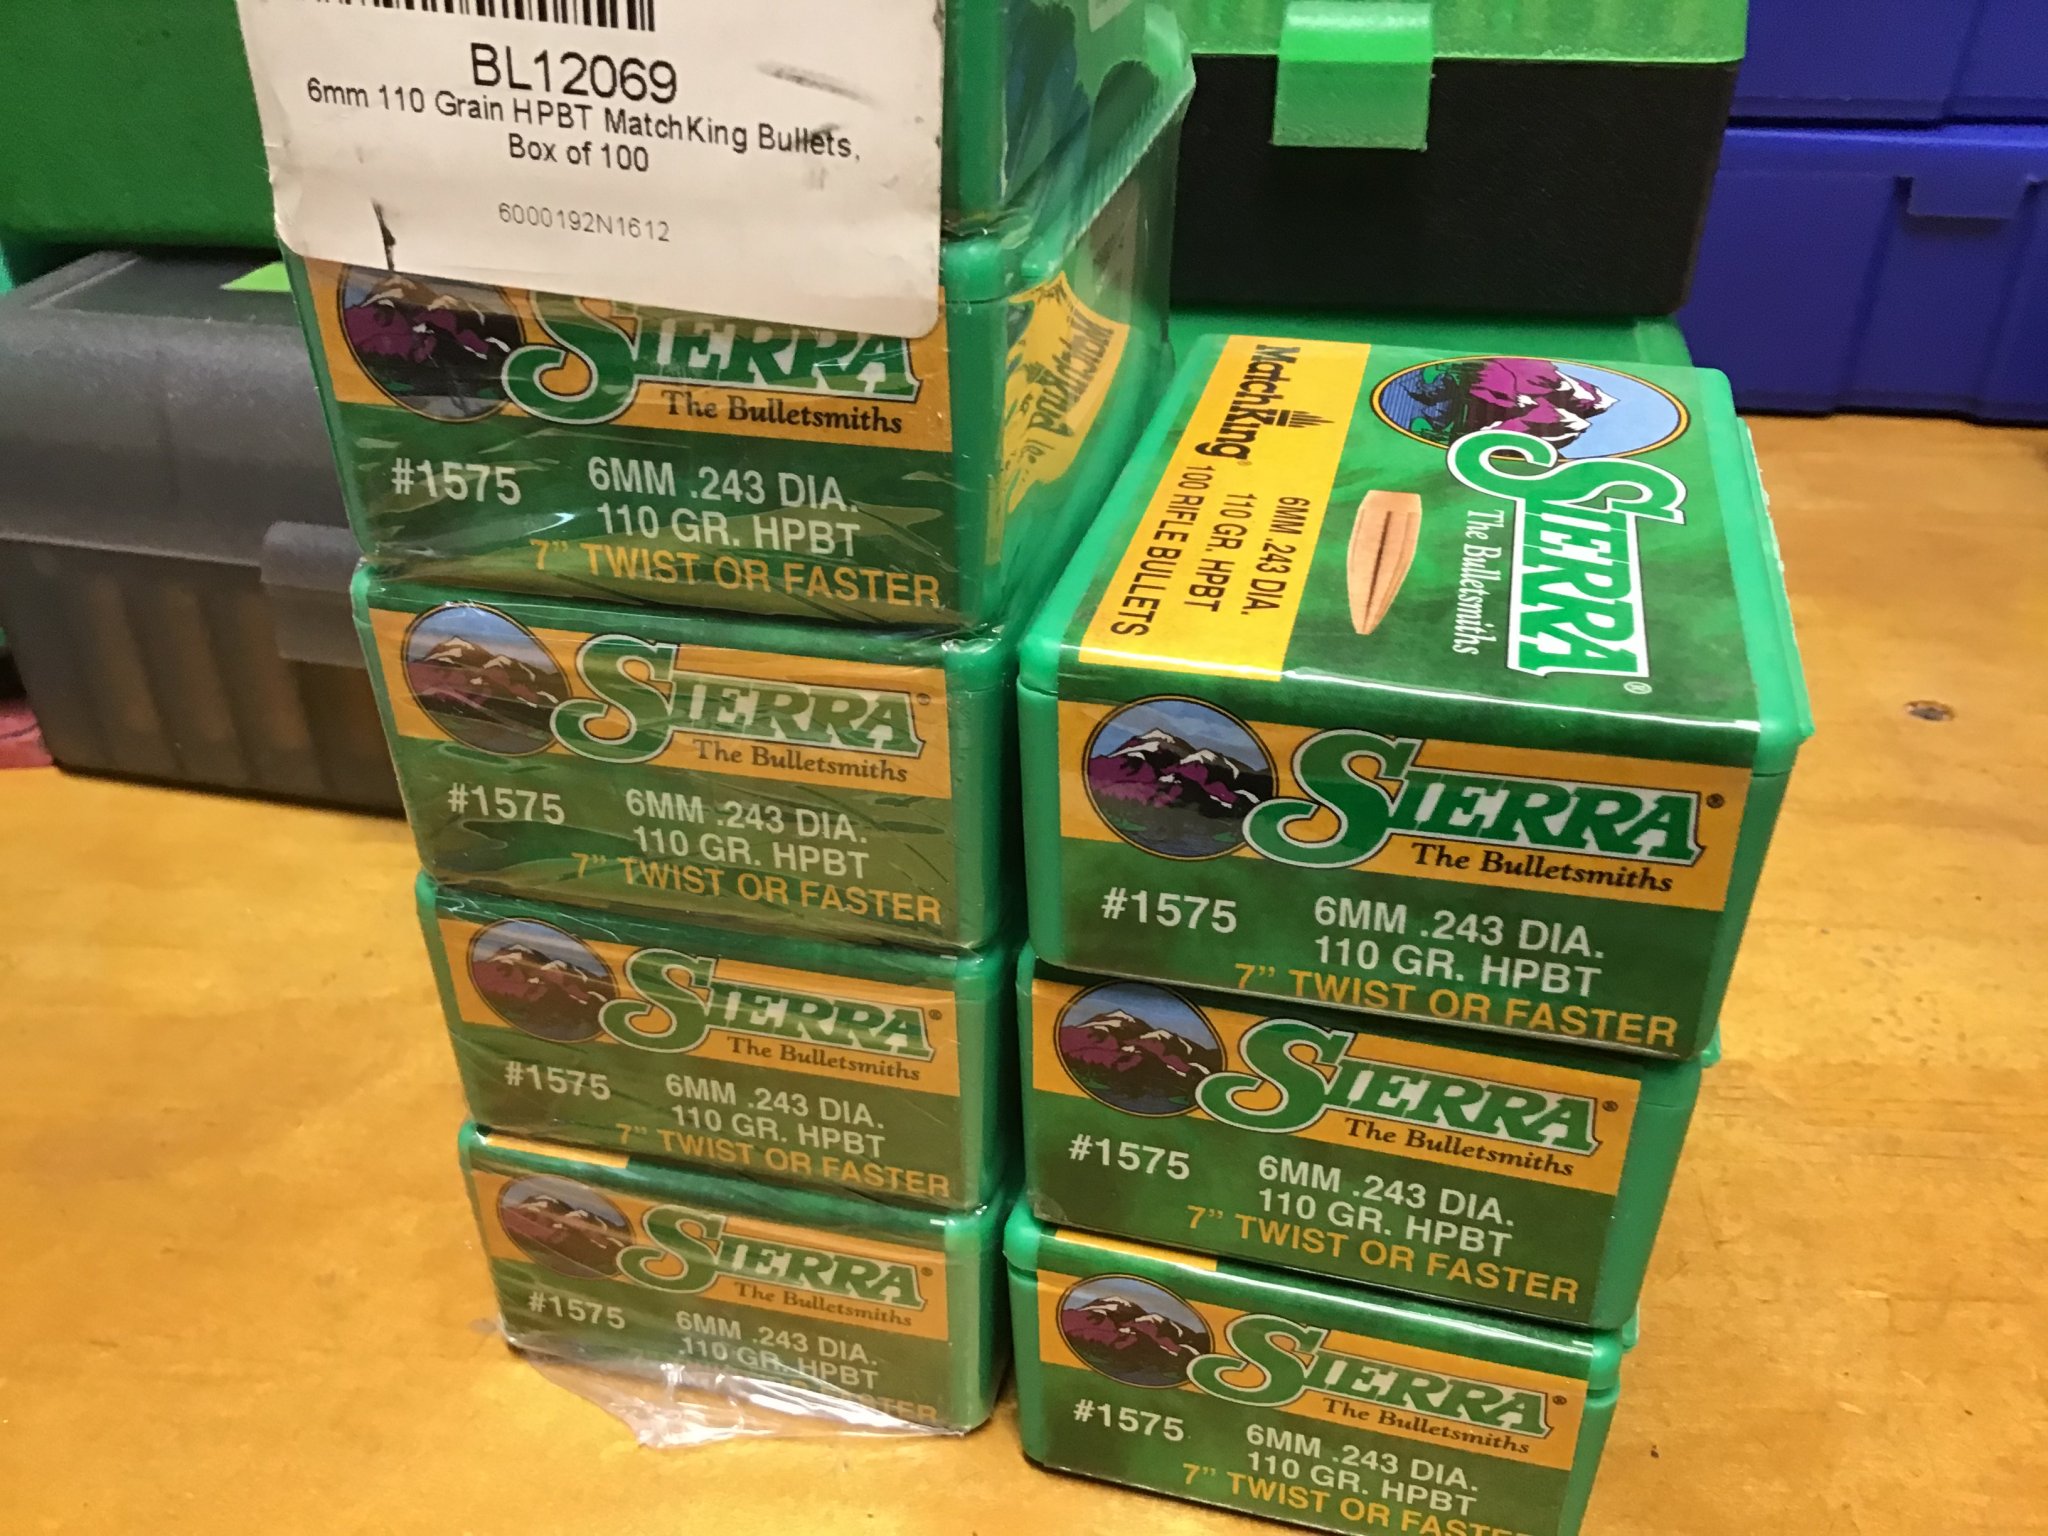 BL12069
6mm 110 Grain HPBT MatchKing Bullets,
Box of 100
6000192N1612
SIERRA
The Bulletsmiths
#1575 6MM .243 DIA.
110 GR. HPBT
7" TWIST OR FASTER
MatchKing
SIERRA®
The Bulletsmiths
#1575 6MM .243 DIA.
110 GR. HPBT
7" TWIST OR FASTER
SIERRA®
The Bulletsmiths
#1575 6MM .243 DIA.
110 GR. HPBT
7" TWIST OR FASTER
SIERRA®
The Bulletsmiths
#1575 6MM .243 DIA.
110 GR. HPBT
FASTER
MatchKing®
6MM .243 DIA.
110 GR. HPBT
100 RIFLE BULLETS
SIERRA®
The Bulletsmiths
SIERRA®
The Bulletsmiths
#1575 6MM .243 DIA.
110 GR. HPBT
7" TWIST OR FASTER
SIERRA®
The Bulletsmiths
#1575 6MM .243 DIA.
110 GR. HPBT
7" TWIST OR FASTER
SIERRA®
The Bulletsmiths
#1575 6MM .243 DIA.
110 GR. HPBT
7" TWIST OR FASTER